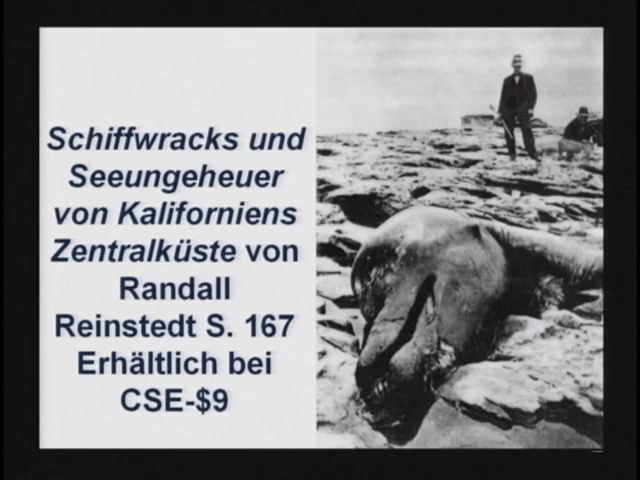 Schiffwracks und
Seeungeheuer
von Kaliforniens
Zentralküste von
Randall
Reinstedt S. 167
Erhältlich bei
CSE-$9